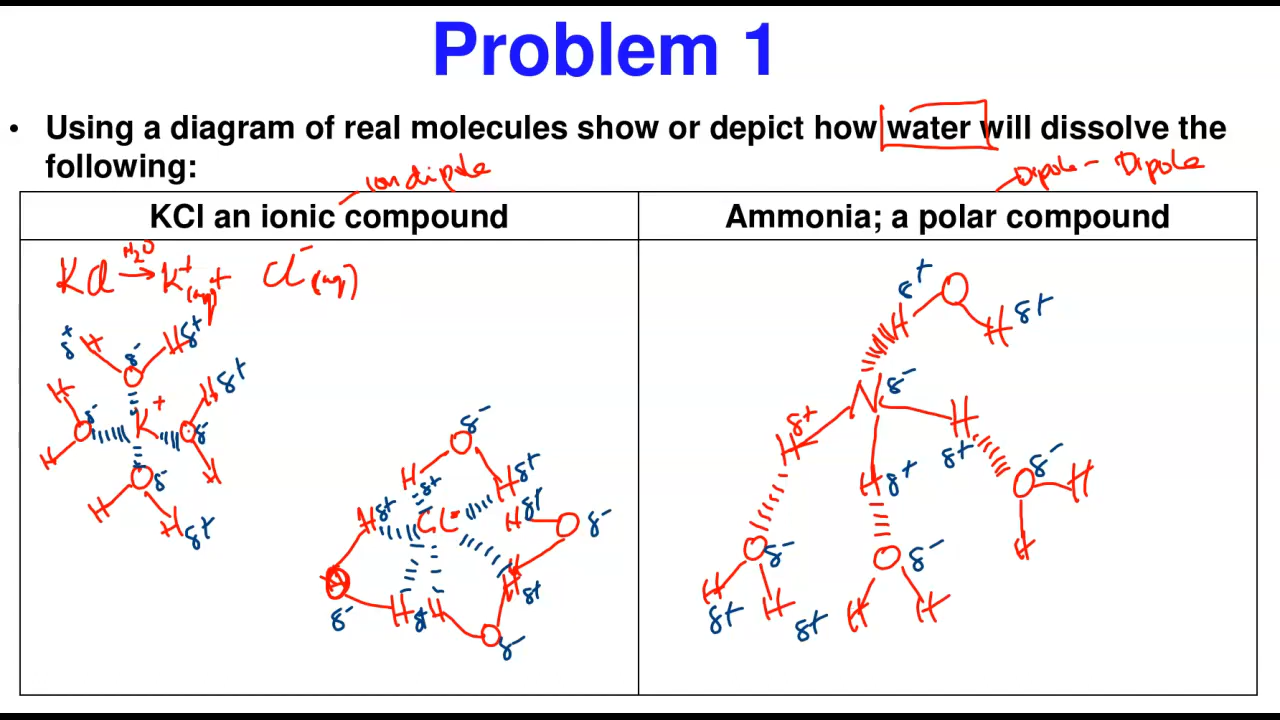 Problem 1
• Using a diagram of real molecules show or depict how water will dissolve the
following:
ion dipole
Dipole - Dipole
KCl an ionic compound
Ammonia; a polar compound
KCl H2O → K+(aq) + Cl-(aq)
δ+ H H δ+
δ-
O
H H δ+
δ- K+ δ-
O O
H H
O δ-
H H δ+
O δ-
H δ+ H δ+
H δ+ Cl- H δ+ O δ-
H δ+
O δ-
H δ+ H
O δ-
δ+ O
H H δ+
N δ-
δ+ H H δ+
H δ+
O δ- H
H
O δ- O δ-
H H H H
δ+ δ+